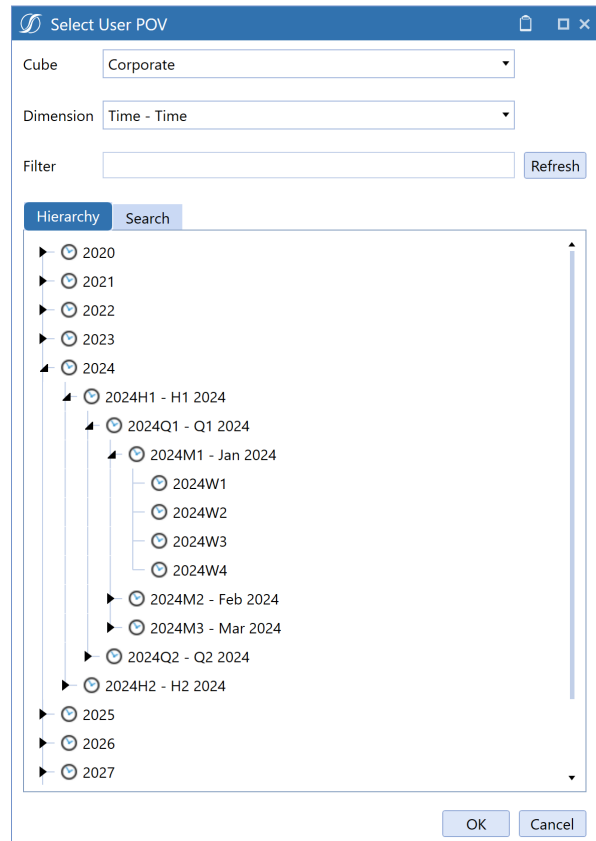 Select User POV
Cube Corporate
Dimension Time - Time
Filter Refresh
Hierarchy Search
2020
2021
2022
2023
2024
2024H1 - H1 2024
2024Q1 - Q1 2024
2024M1 - Jan 2024
2024W1
2024W2
2024W3
2024W4
2024M2 - Feb 2024
2024M3 - Mar 2024
2024Q2 - Q2 2024
2024H2 - H2 2024
2025
2026
2027
OK Cancel